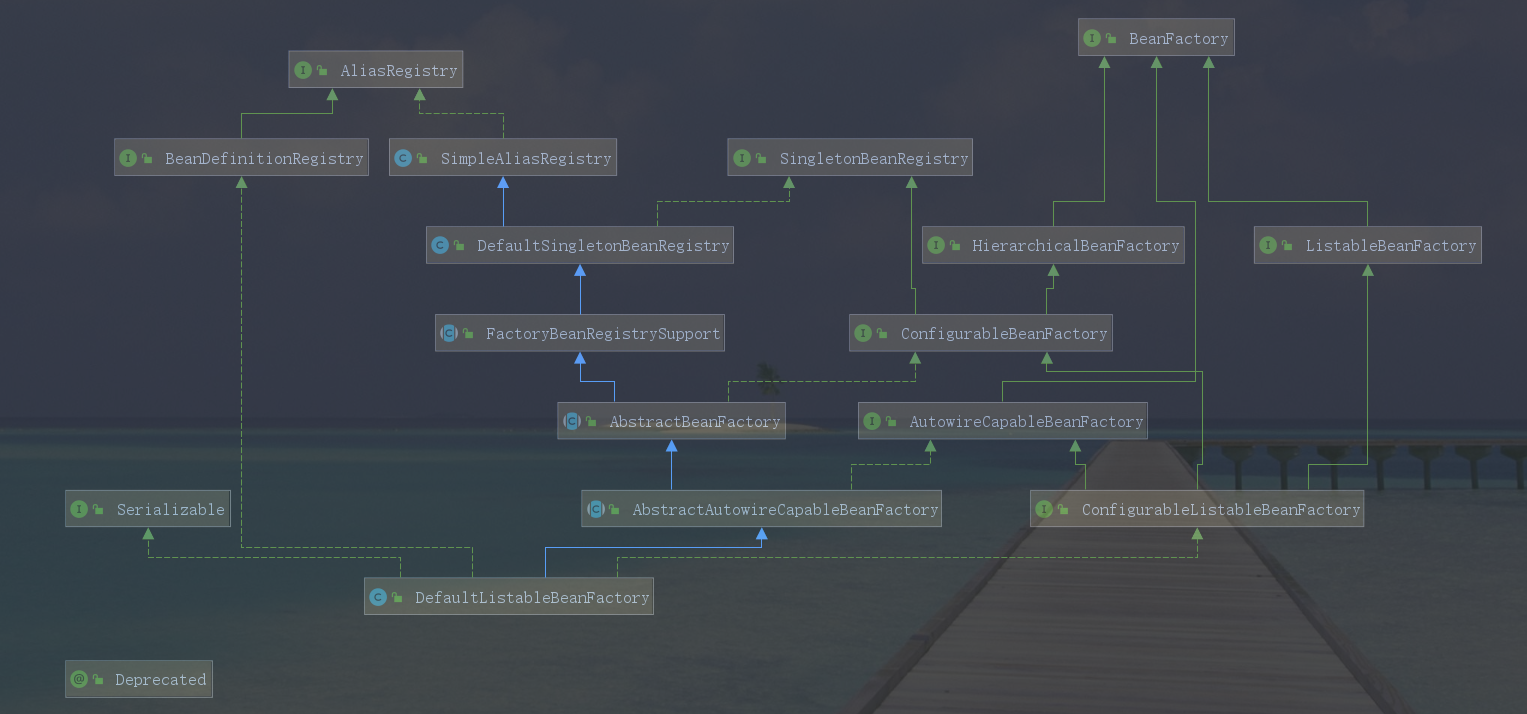 BeanFactory
AliasRegistry
BeanDefinitionRegistry
SimpleAliasRegistry
SingletonBeanRegistry
DefaultSingletonBeanRegistry
HierarchicalBeanFactory
ListableBeanFactory
FactoryBeanRegistrySupport
ConfigurableBeanFactory
AbstractBeanFactory
AutowireCapableBeanFactory
Serializable
AbstractAutowireCapableBeanFactory
ConfigurableListableBeanFactory
DefaultListableBeanFactory
Deprecated